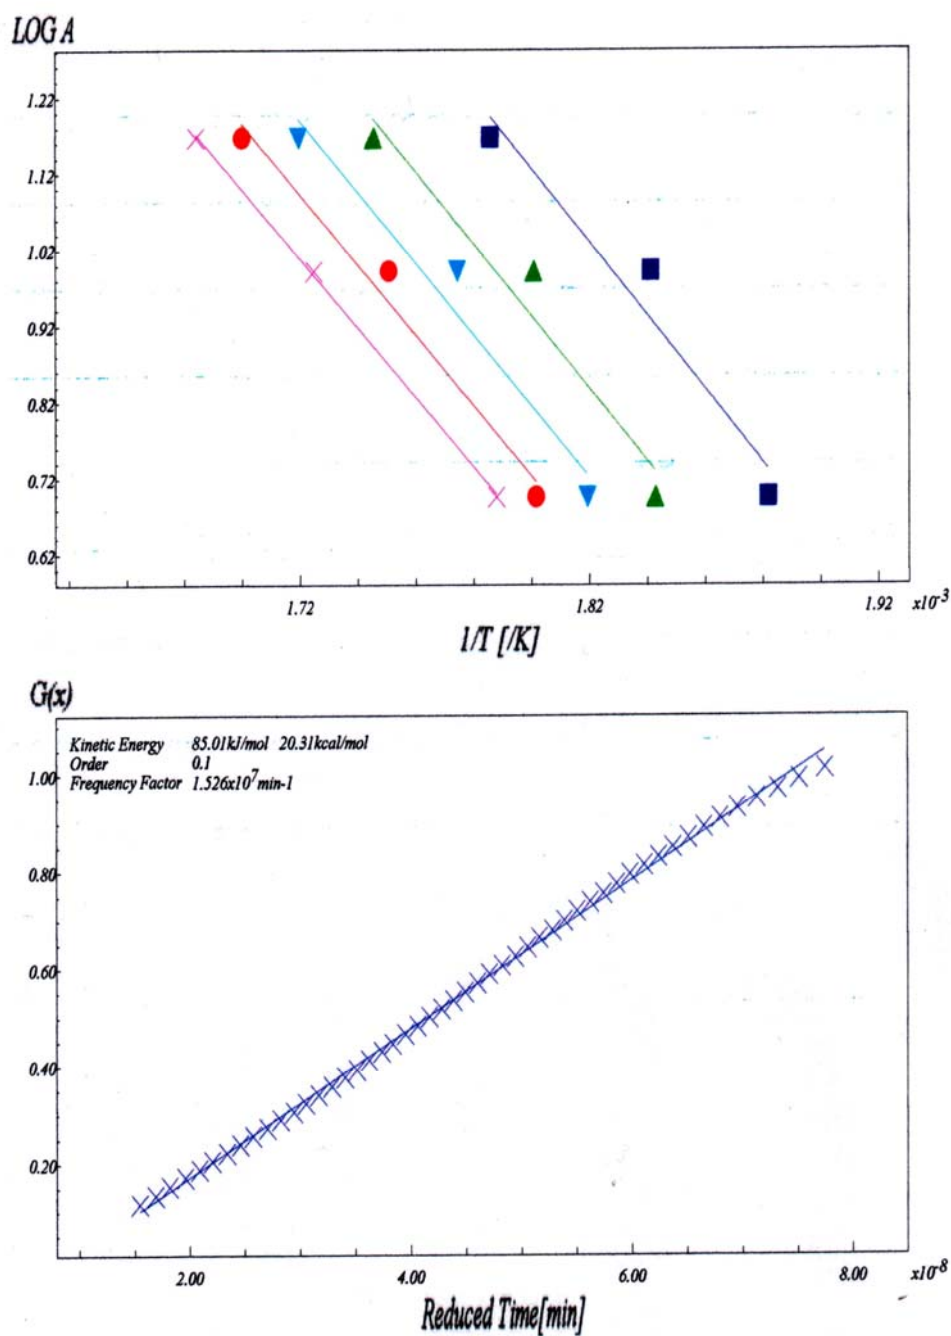 LOG A
1.22
1.12
1.02
0.92
0.82
0.72
0.62
1.72 1.82 1.92 x10-3
1/T [/K]
G(x)
Kinetic Energy 85.01kJ/mol 20.31kcal/mol
Order 0.1
Frequency Factor 1.526x10^7 min-1
1.00
0.80
0.60
0.40
0.20
2.00 4.00 6.00 8.00 x10-8
Reduced Time[min]